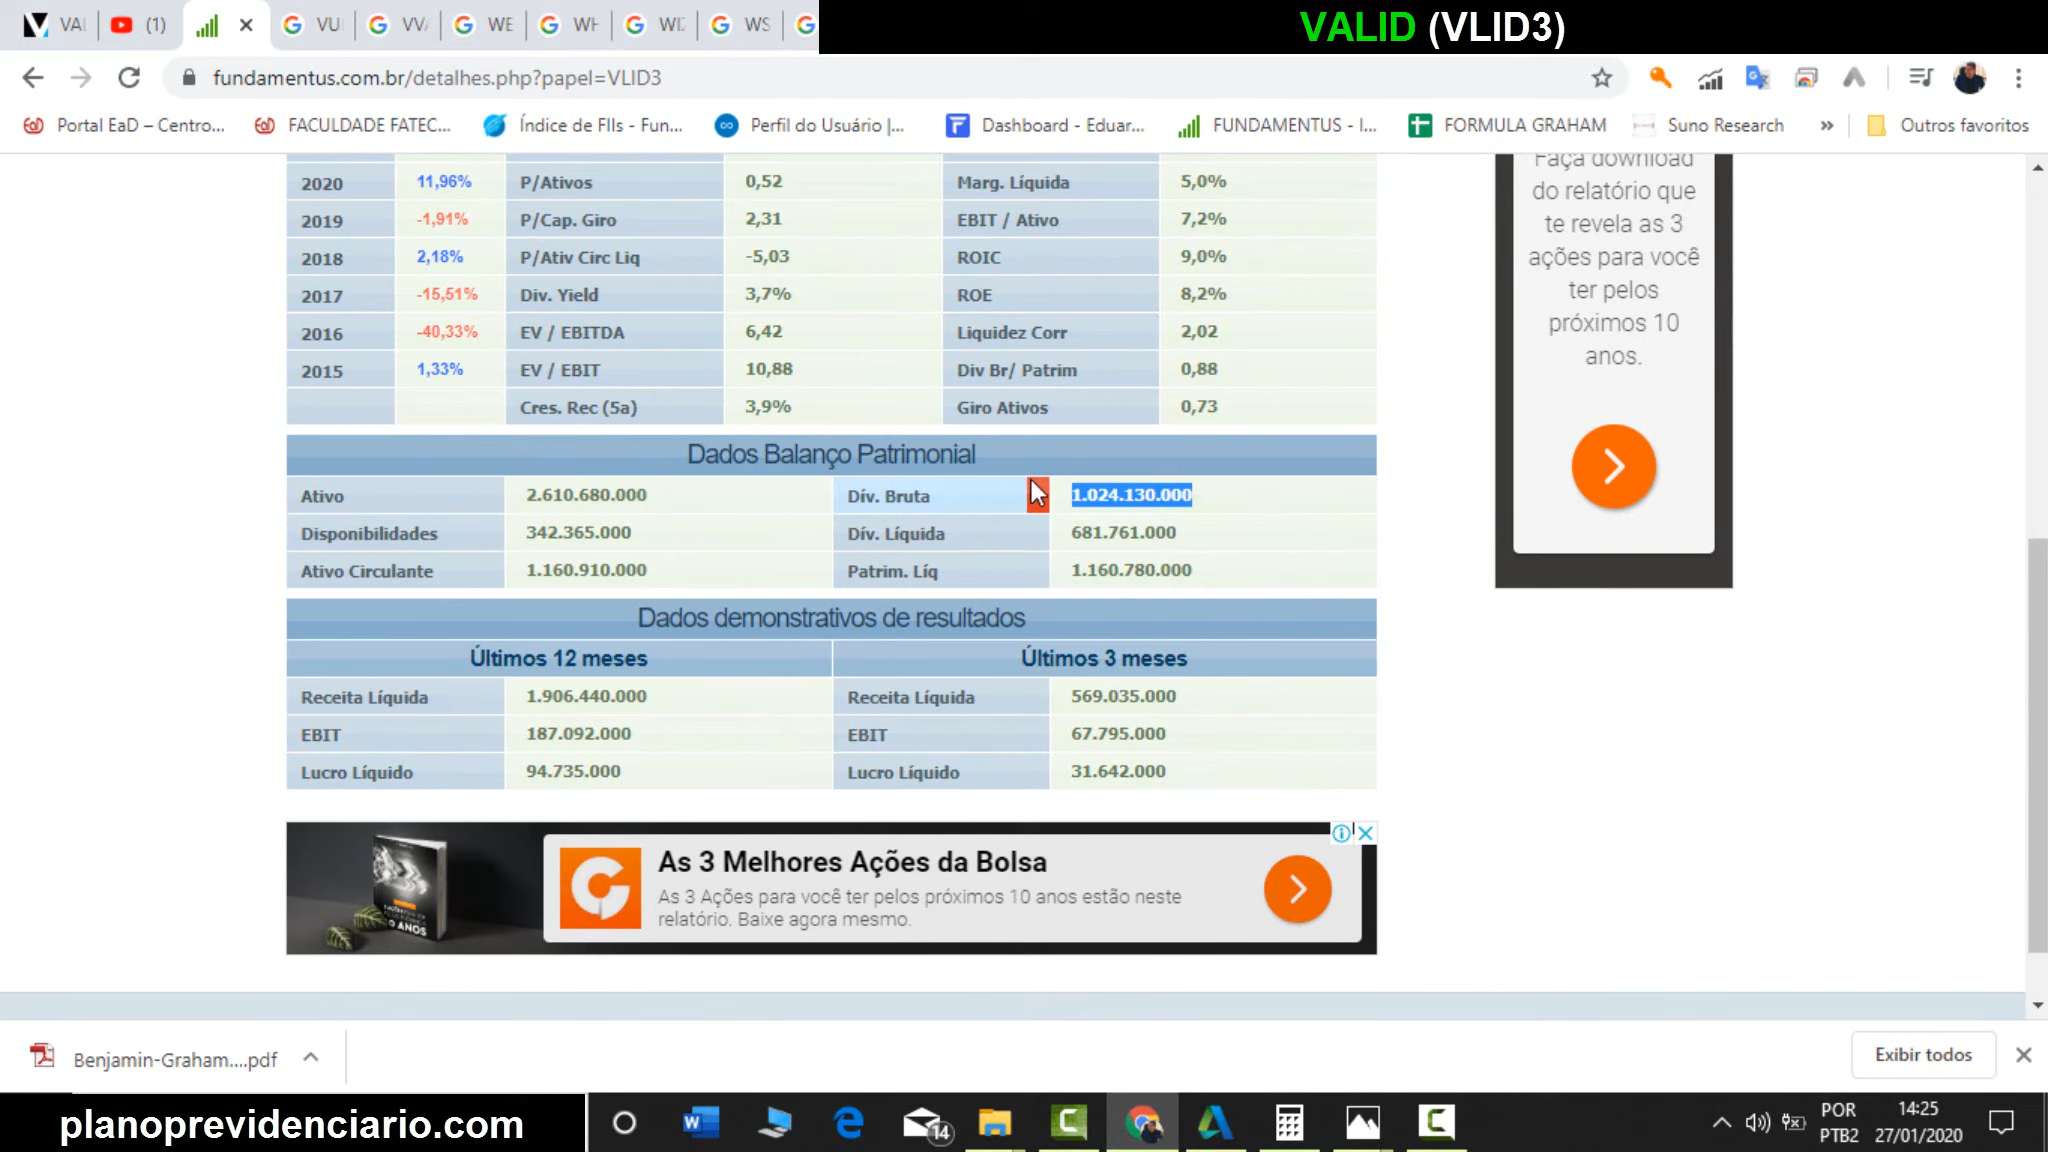 VAI
(1)
VUI
VVA
WE
WH
WIZ
WS
VALID (VLID3)
fundamentus.com.br/detalhes.php?papel=VLID3
Portal EaD – Centro...
FACULDADE FATEC...
Índice de FIIs - Fun...
Perfil do Usuário |...
Dashboard - Eduar...
FUNDAMENTUS - I...
FORMULA GRAHAM
Suno Research
»
Outros favoritos
2020 11,96% P/Ativos 0,52 Marg. Líquida 5,0%
2019 -1,91% P/Cap. Giro 2,31 EBIT / Ativo 7,2%
2018 2,18% P/Ativ Circ Liq -5,03 ROIC 9,0%
2017 -15,51% Div. Yield 3,7% ROE 8,2%
2016 -40,33% EV / EBITDA 6,42 Liquidez Corr 2,02
2015 1,33% EV / EBIT 10,88 Div Br/ Patrim 0,88
Cres. Rec (5a) 3,9% Giro Ativos 0,73
Dados Balanço Patrimonial
Ativo 2.610.680.000 Dív. Bruta 1.024.130.000
Disponibilidades 342.365.000 Dív. Líquida 681.761.000
Ativo Circulante 1.160.910.000 Patrim. Líq 1.160.780.000
Dados demonstrativos de resultados
Últimos 12 meses Últimos 3 meses
Receita Líquida 1.906.440.000 Receita Líquida 569.035.000
EBIT 187.092.000 EBIT 67.795.000
Lucro Líquido 94.735.000 Lucro Líquido 31.642.000
Faça download
do relatório que
te revela as 3
ações para você
ter pelos
próximos 10
anos.
As 3 Melhores Ações da Bolsa
As 3 Ações para você ter pelos próximos 10 anos estão neste
relatório. Baixe agora mesmo.
Benjamin-Graham....pdf
Exibir todos
planoprevidenciario.com
14
POR
PTB2
14:25
27/01/2020